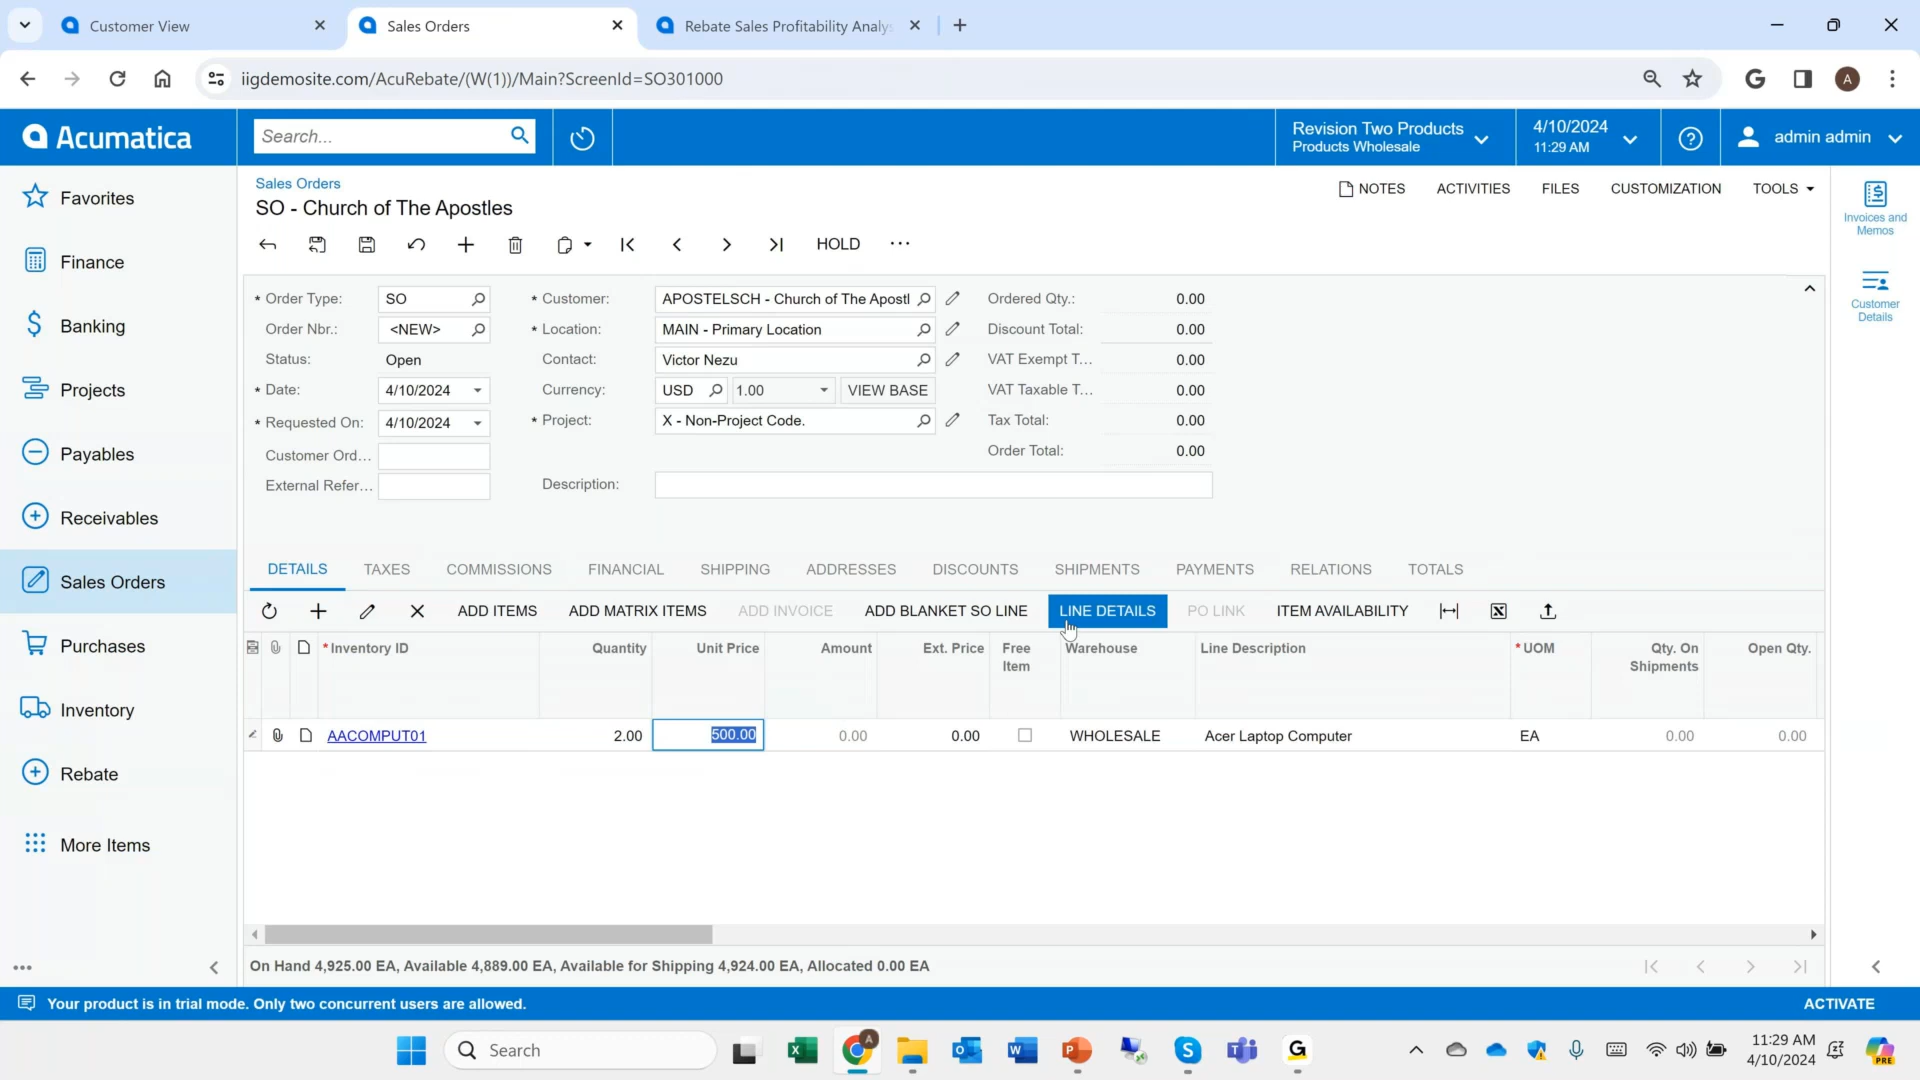 Customer View
Sales Orders
Rebate Sales Profitability Analys
iigdemosite.com/AcuRebate/(W(1))/Main?ScreenId=SO301000
A
Acumatica
Search...
Revision Two Products
Products Wholesale
4/10/2024
11:29 AM
admin admin
Favorites
Finance
Banking
Projects
Payables
Receivables
Sales Orders
Purchases
Inventory
Rebate
More Items
Sales Orders
SO - Church of The Apostles
NOTES
ACTIVITIES
FILES
CUSTOMIZATION
TOOLS
Invoices and
Memos
Customer
Details
HOLD
* Order Type: SO
Order Nbr.: <NEW>
Status: Open
* Date: 4/10/2024
* Requested On: 4/10/2024
Customer Ord...
External Refer...
* Customer: APOSTELSCH - Church of The Apostl
* Location: MAIN - Primary Location
Contact: Victor Nezu
Currency: USD 1.00 VIEW BASE
* Project: X - Non-Project Code.
Description:
Ordered Qty.: 0.00
Discount Total: 0.00
VAT Exempt T... 0.00
VAT Taxable T... 0.00
Tax Total: 0.00
Order Total: 0.00
DETAILS TAXES COMMISSIONS FINANCIAL SHIPPING ADDRESSES DISCOUNTS SHIPMENTS PAYMENTS RELATIONS TOTALS
ADD ITEMS ADD MATRIX ITEMS ADD INVOICE ADD BLANKET SO LINE LINE DETAILS PO LINK ITEM AVAILABILITY
* Inventory ID Quantity Unit Price Amount Ext. Price Free Item Warehouse Line Description * UOM Qty. On Shipments Open Qty.
AACOMPUT01 2.00 500.00 0.00 0.00 WHOLESALE Acer Laptop Computer EA 0.00 0.00
On Hand 4,925.00 EA, Available 4,889.00 EA, Available for Shipping 4,924.00 EA, Allocated 0.00 EA
Your product is in trial mode. Only two concurrent users are allowed.
ACTIVATE
Search
11:29 AM
4/10/2024
PRE